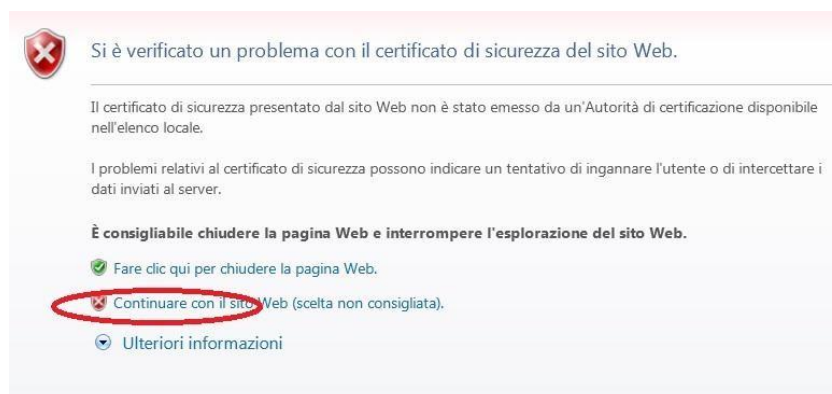 Si è verificato un problema con il certificato di sicurezza del sito Web.
Il certificato di sicurezza presentato dal sito Web non è stato emesso da un'Autorità di certificazione disponibile
nell'elenco locale.
I problemi relativi al certificato di sicurezza possono indicare un tentativo di ingannare l'utente o di intercettare i
dati inviati al server.
È consigliabile chiudere la pagina Web e interrompere l'esplorazione del sito Web.
Fare clic qui per chiudere la pagina Web.
Continuare con il sito Web (scelta non consigliata).
Ulteriori informazioni